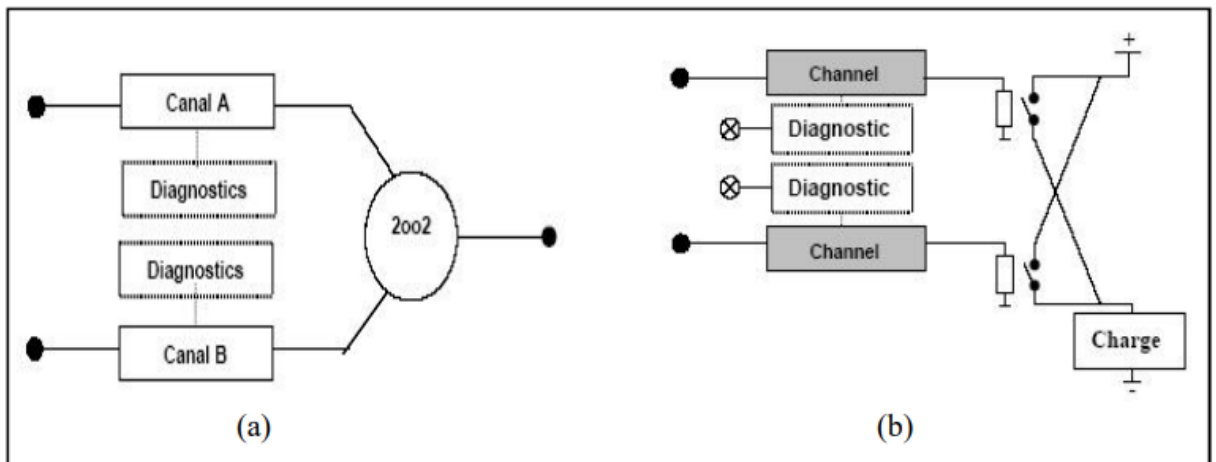 Canal A
Diagnostics
Diagnostics
Canal B
2oo2
(a)
Channel
Diagnostic
Diagnostic
Channel
+
Charge
-
(b)